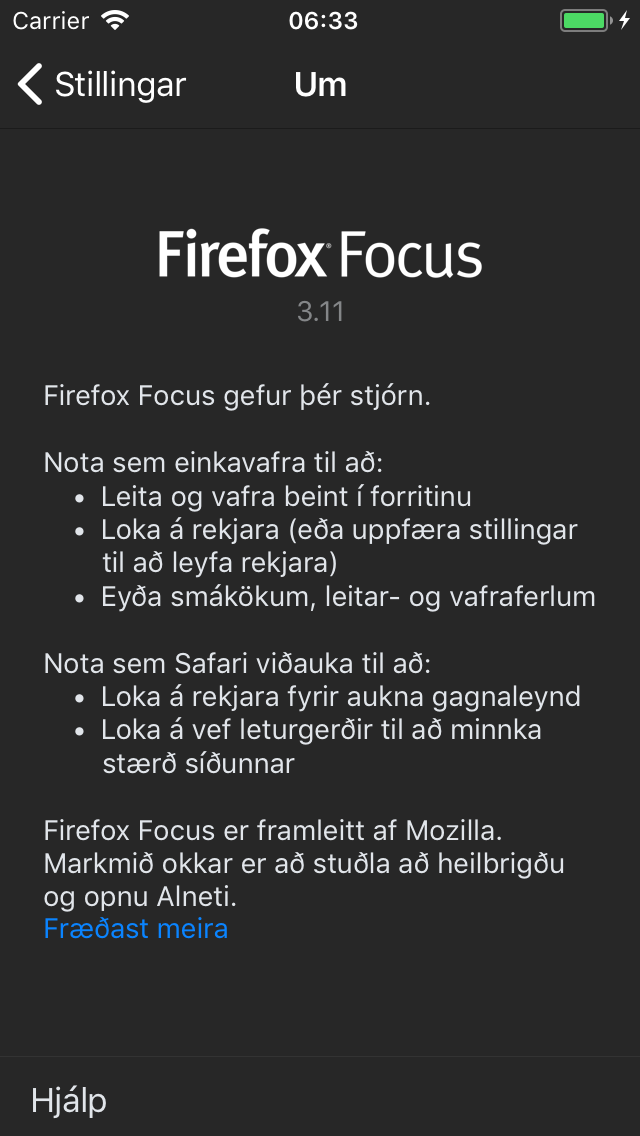 Carrier 06:33
Stillingar Um
Firefox Focus
3.11
Firefox Focus gefur þér stjórn.
Nota sem einkavafra til að:
• Leita og vafra beint í forritinu
• Loka á rekjara (eða uppfæra stillingar
til að leyfa rekjara)
• Eyða smákökum, leitar- og vafraferlum
Nota sem Safari viðauka til að:
• Loka á rekjara fyrir aukna gagnaleynd
• Loka á vef leturgerðir til að minnka
stærð síðunnar
Firefox Focus er framleitt af Mozilla.
Markmið okkar er að stuðla að heilbrigðu
og opnu Alneti.
Fræðast meira
Hjálp